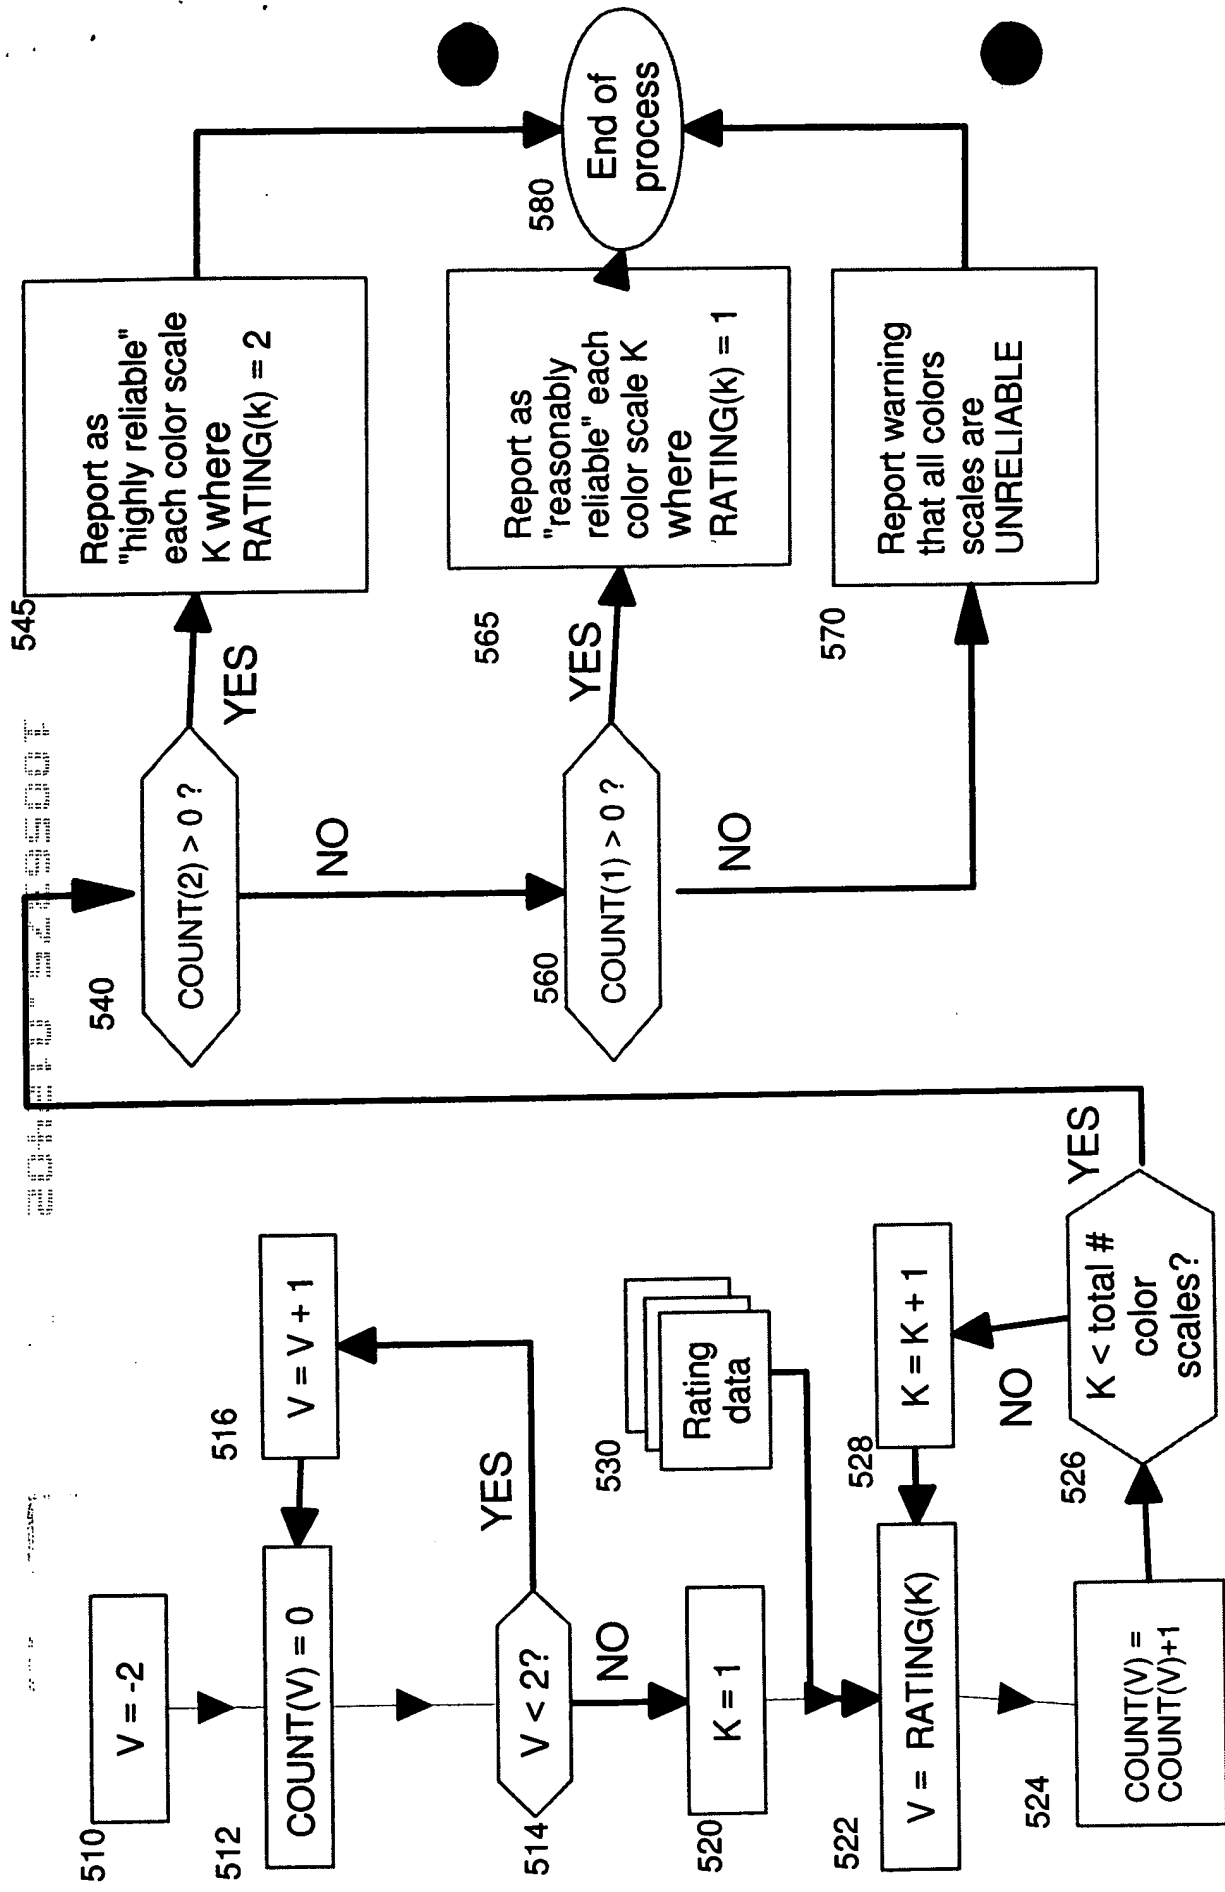 510
V = -2
512
COUNT(V) = 0
516
V = V + 1
514
V < 2?
YES
NO
520
K = 1
530
Rating
data
522
V = RATING(K)
528
K = K + 1
524
COUNT(V) =
COUNT(V)+1
526
K < total #
color
scales?
NO
YES
540
COUNT(2) > 0 ?
YES
NO
545
Report as
"highly reliable"
each color scale
K where
RATING(k) = 2
560
COUNT(1) > 0 ?
YES
NO
565
Report as
"reasonably
reliable" each
color scale K
where
RATING(k) = 1
570
Report warning
that all colors
scales are
UNRELIABLE
580
End of
process